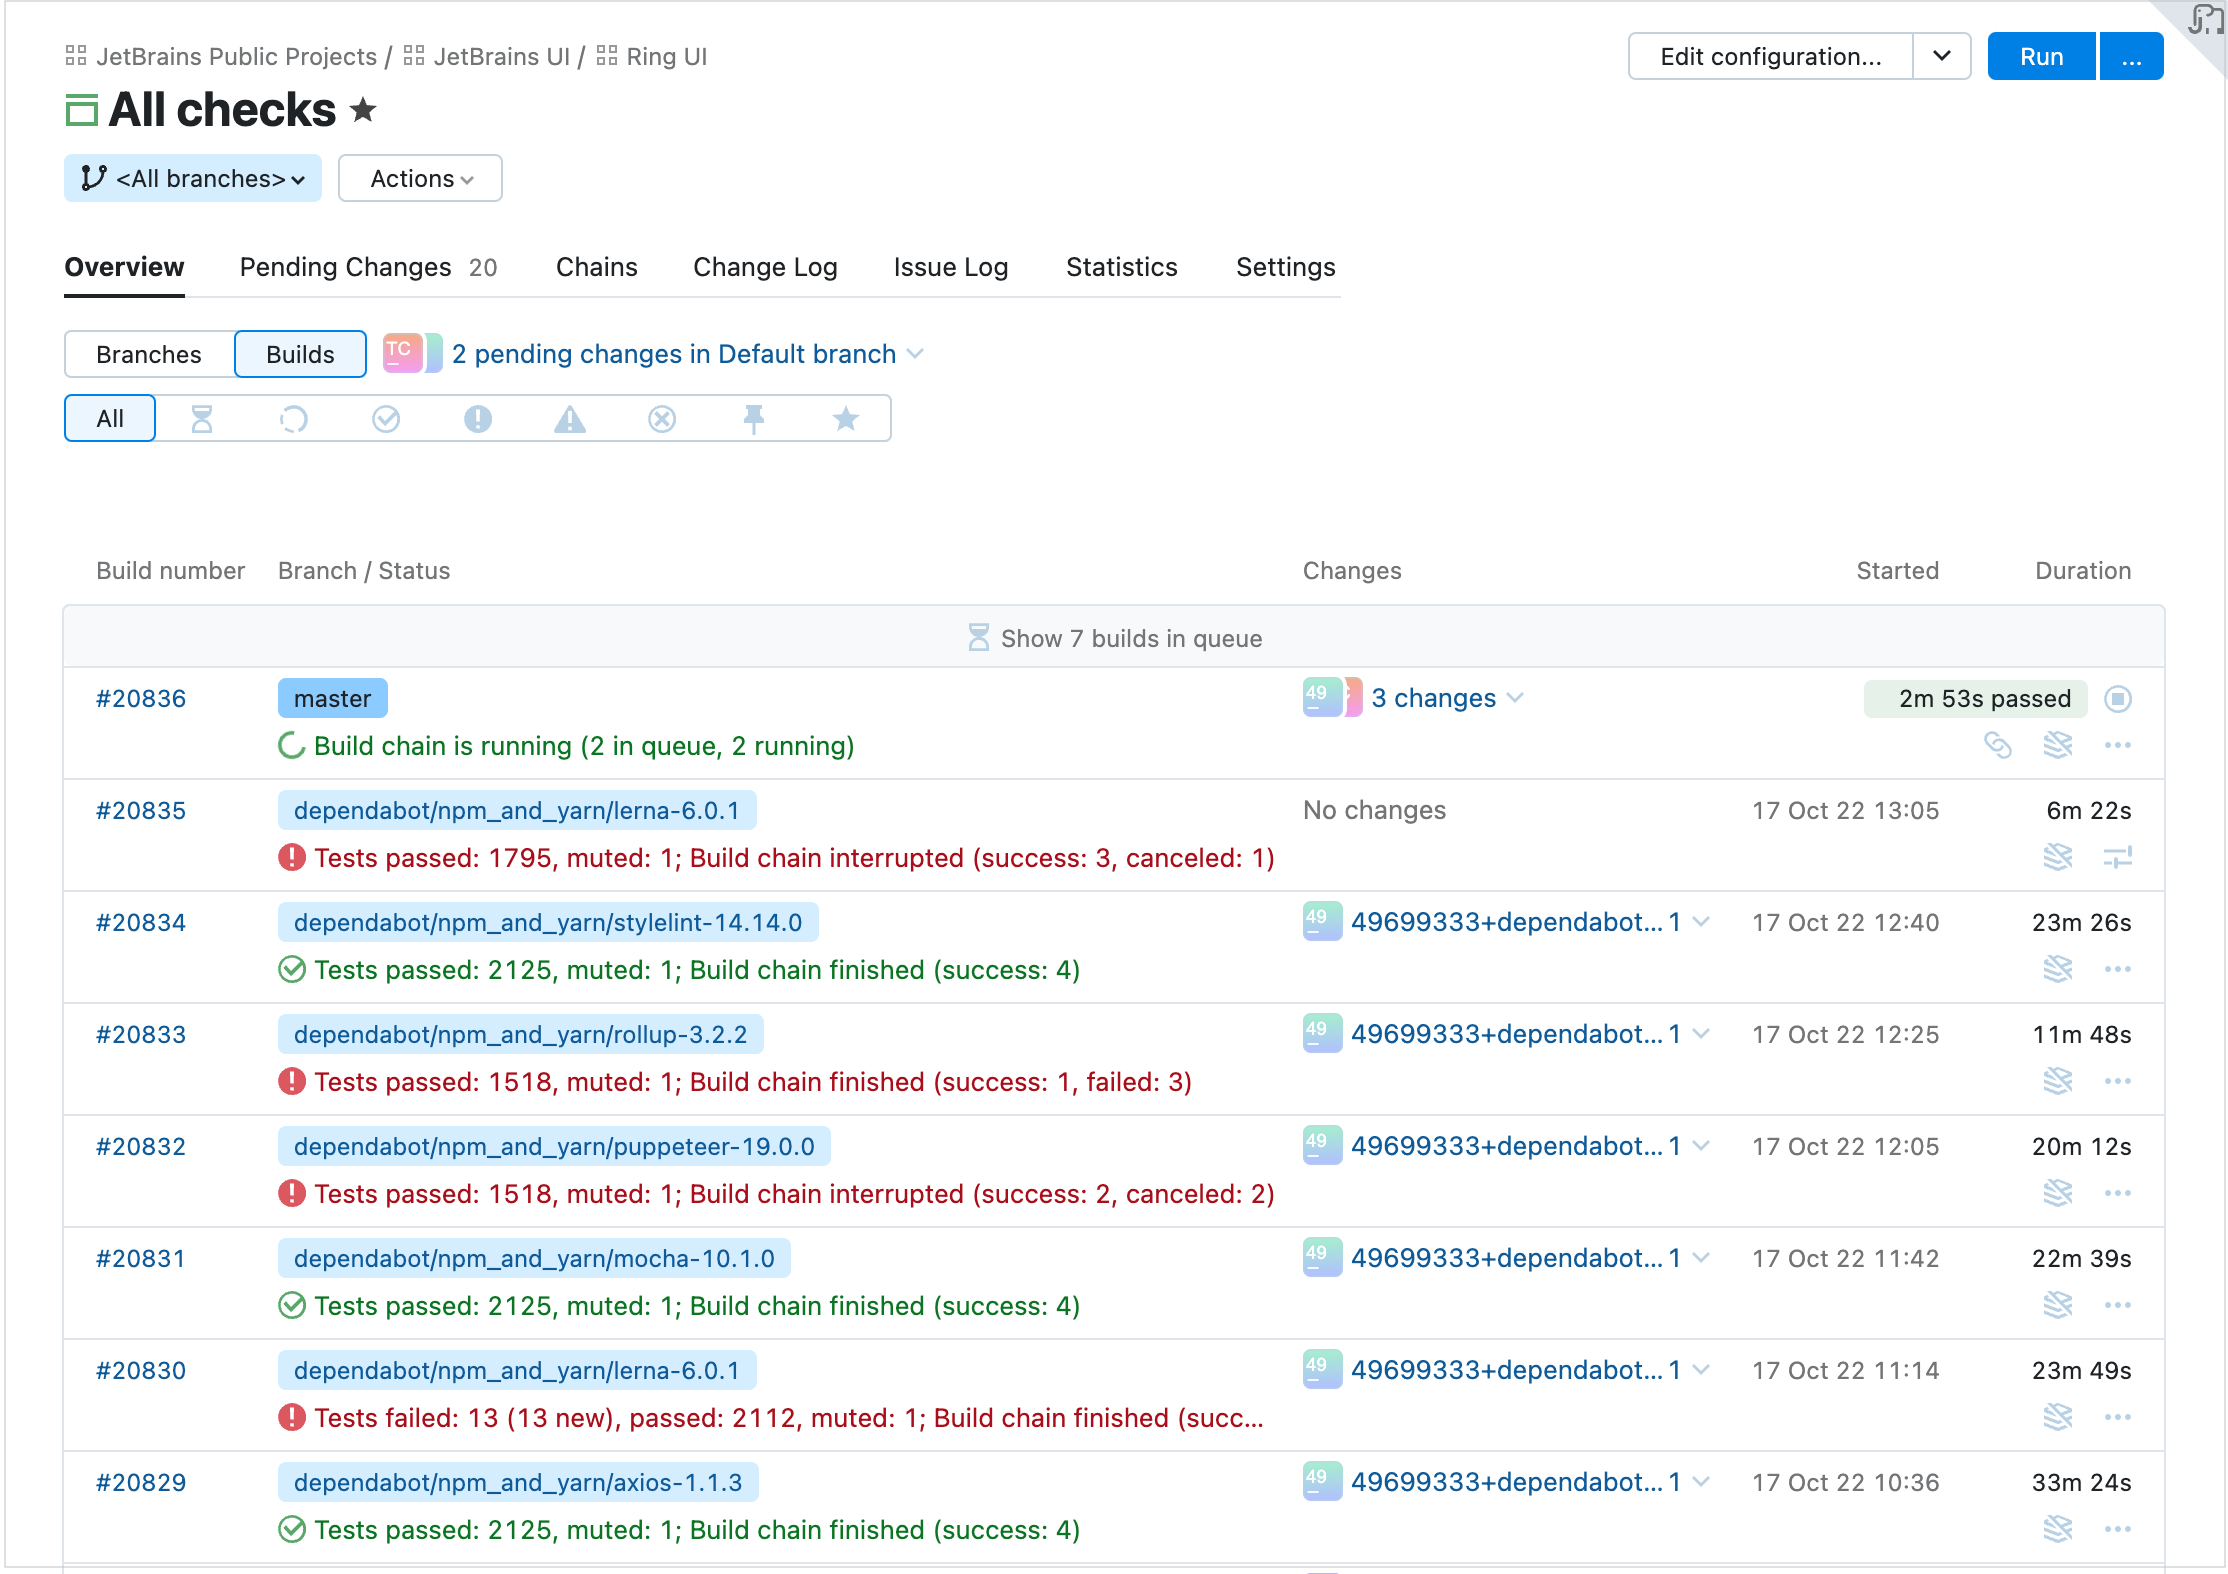 JetBrains Public Projects / JetBrains UI / Ring UI
Edit configuration...
Run
...
All checks
<All branches>
Actions
Overview
Pending Changes 20
Chains
Change Log
Issue Log
Statistics
Settings
Branches
Builds
TC
2 pending changes in Default branch
All
Build number
Branch / Status
Changes
Started
Duration
Show 7 builds in queue
#20836
master
49
3 changes
2m 53s passed
Build chain is running (2 in queue, 2 running)
#20835
dependabot/npm_and_yarn/lerna-6.0.1
No changes
17 Oct 22 13:05
6m 22s
Tests passed: 1795, muted: 1; Build chain interrupted (success: 3, canceled: 1)
#20834
dependabot/npm_and_yarn/stylelint-14.14.0
49
49699333+dependabot... 1
17 Oct 22 12:40
23m 26s
Tests passed: 2125, muted: 1; Build chain finished (success: 4)
#20833
dependabot/npm_and_yarn/rollup-3.2.2
49
49699333+dependabot... 1
17 Oct 22 12:25
11m 48s
Tests passed: 1518, muted: 1; Build chain finished (success: 1, failed: 3)
#20832
dependabot/npm_and_yarn/puppeteer-19.0.0
49
49699333+dependabot... 1
17 Oct 22 12:05
20m 12s
Tests passed: 1518, muted: 1; Build chain interrupted (success: 2, canceled: 2)
#20831
dependabot/npm_and_yarn/mocha-10.1.0
49
49699333+dependabot... 1
17 Oct 22 11:42
22m 39s
Tests passed: 2125, muted: 1; Build chain finished (success: 4)
#20830
dependabot/npm_and_yarn/lerna-6.0.1
49
49699333+dependabot... 1
17 Oct 22 11:14
23m 49s
Tests failed: 13 (13 new), passed: 2112, muted: 1; Build chain finished (succ...
#20829
dependabot/npm_and_yarn/axios-1.1.3
49
49699333+dependabot... 1
17 Oct 22 10:36
33m 24s
Tests passed: 2125, muted: 1; Build chain finished (success: 4)